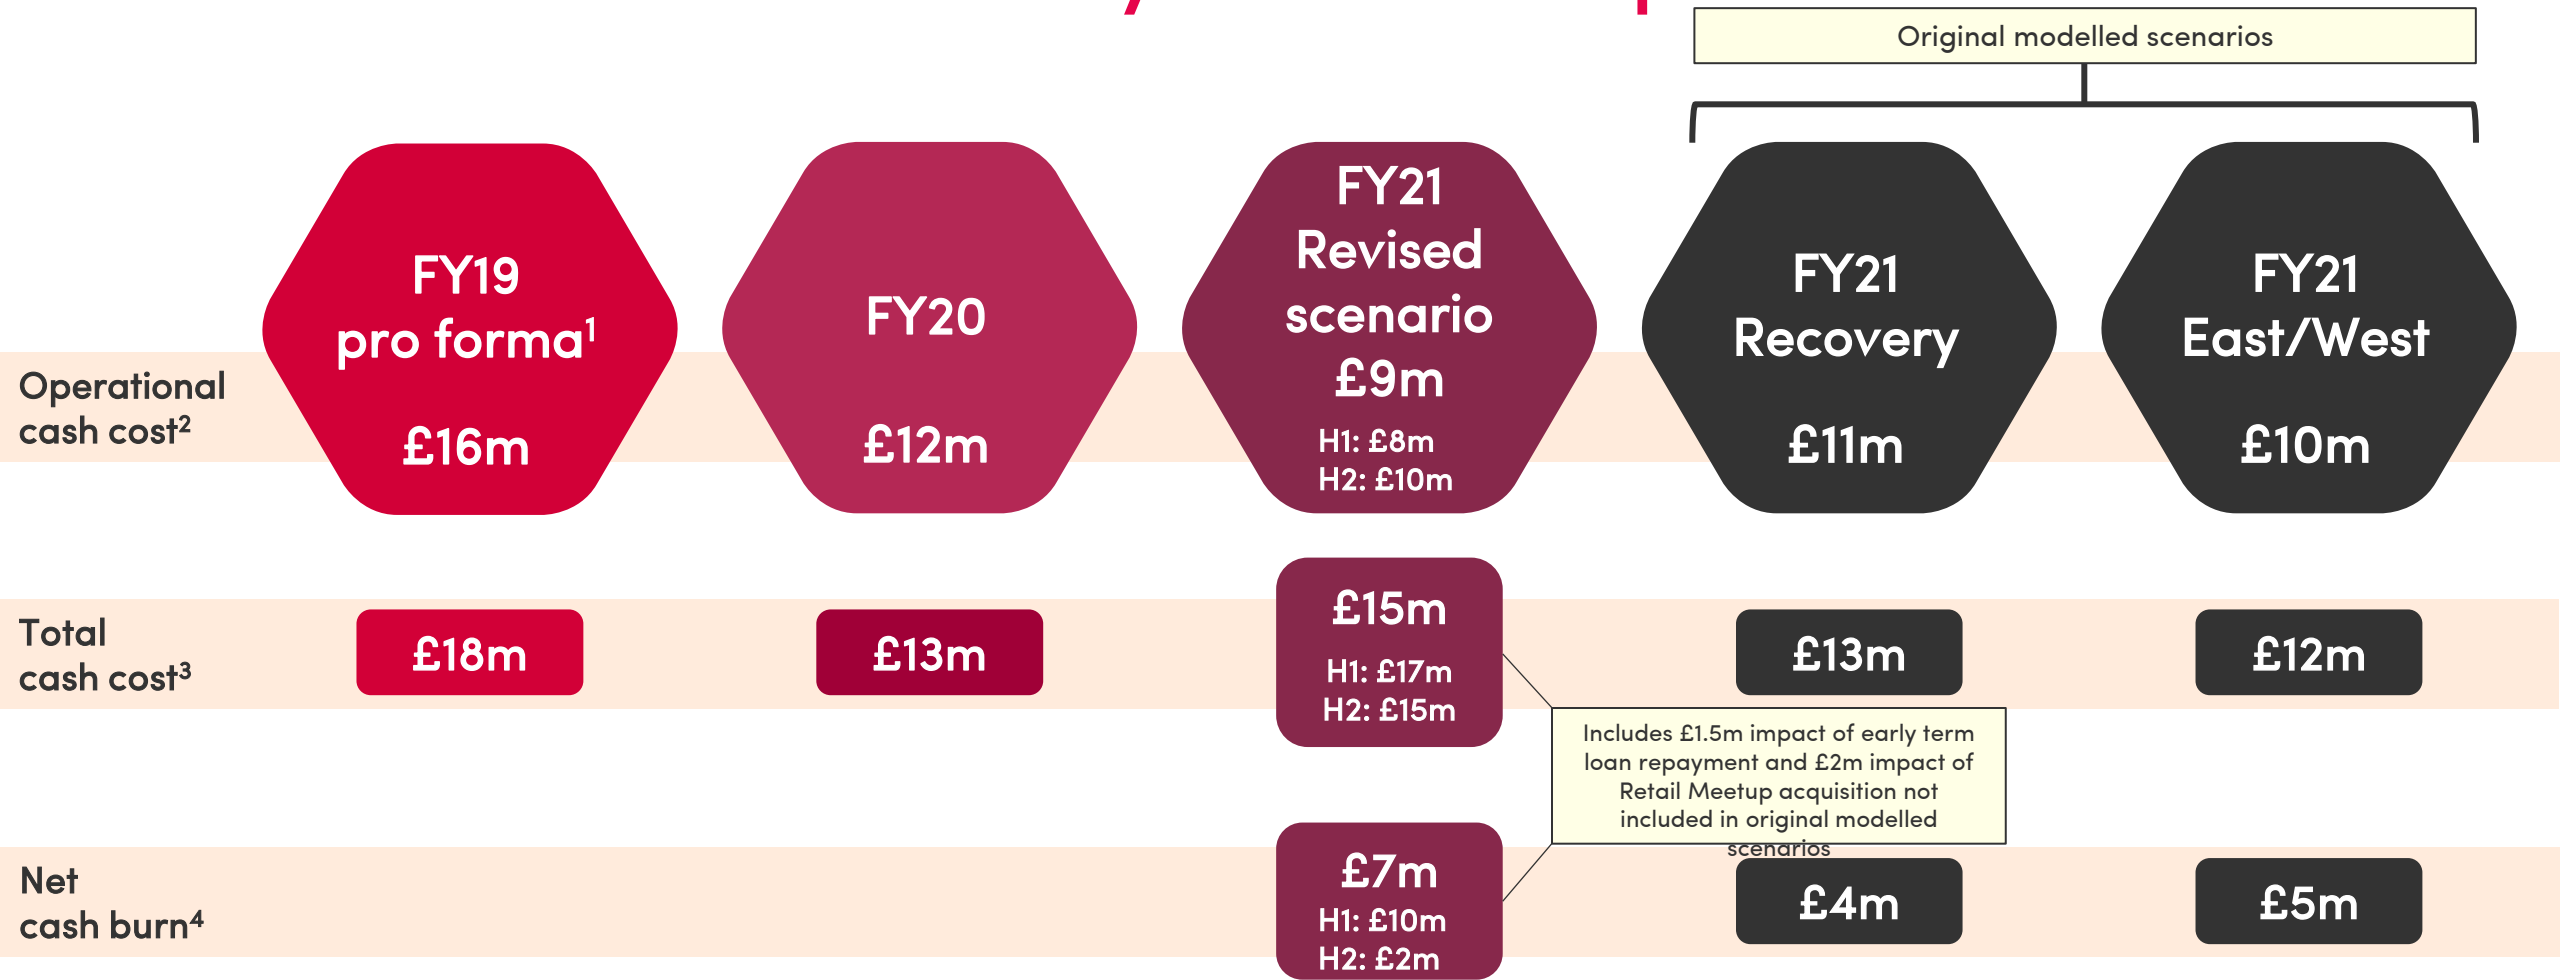 Original modelled scenarios
FY19
pro forma¹
£16m
FY20
£12m
FY21
Revised
scenario
£9m
H1: £8m
H2: £10m
FY21
Recovery
£11m
FY21
East/West
£10m
Operational
cash cost²
Total
cash cost³
£18m
£13m
£15m
H1: £17m
H2: £15m
£13m
£12m
Includes £1.5m impact of early term
loan repayment and £2m impact of
Retail Meetup acquisition not
included in original modelled
scenarios
Net
cash burn⁴
£7m
H1: £10m
H2: £2m
£4m
£5m